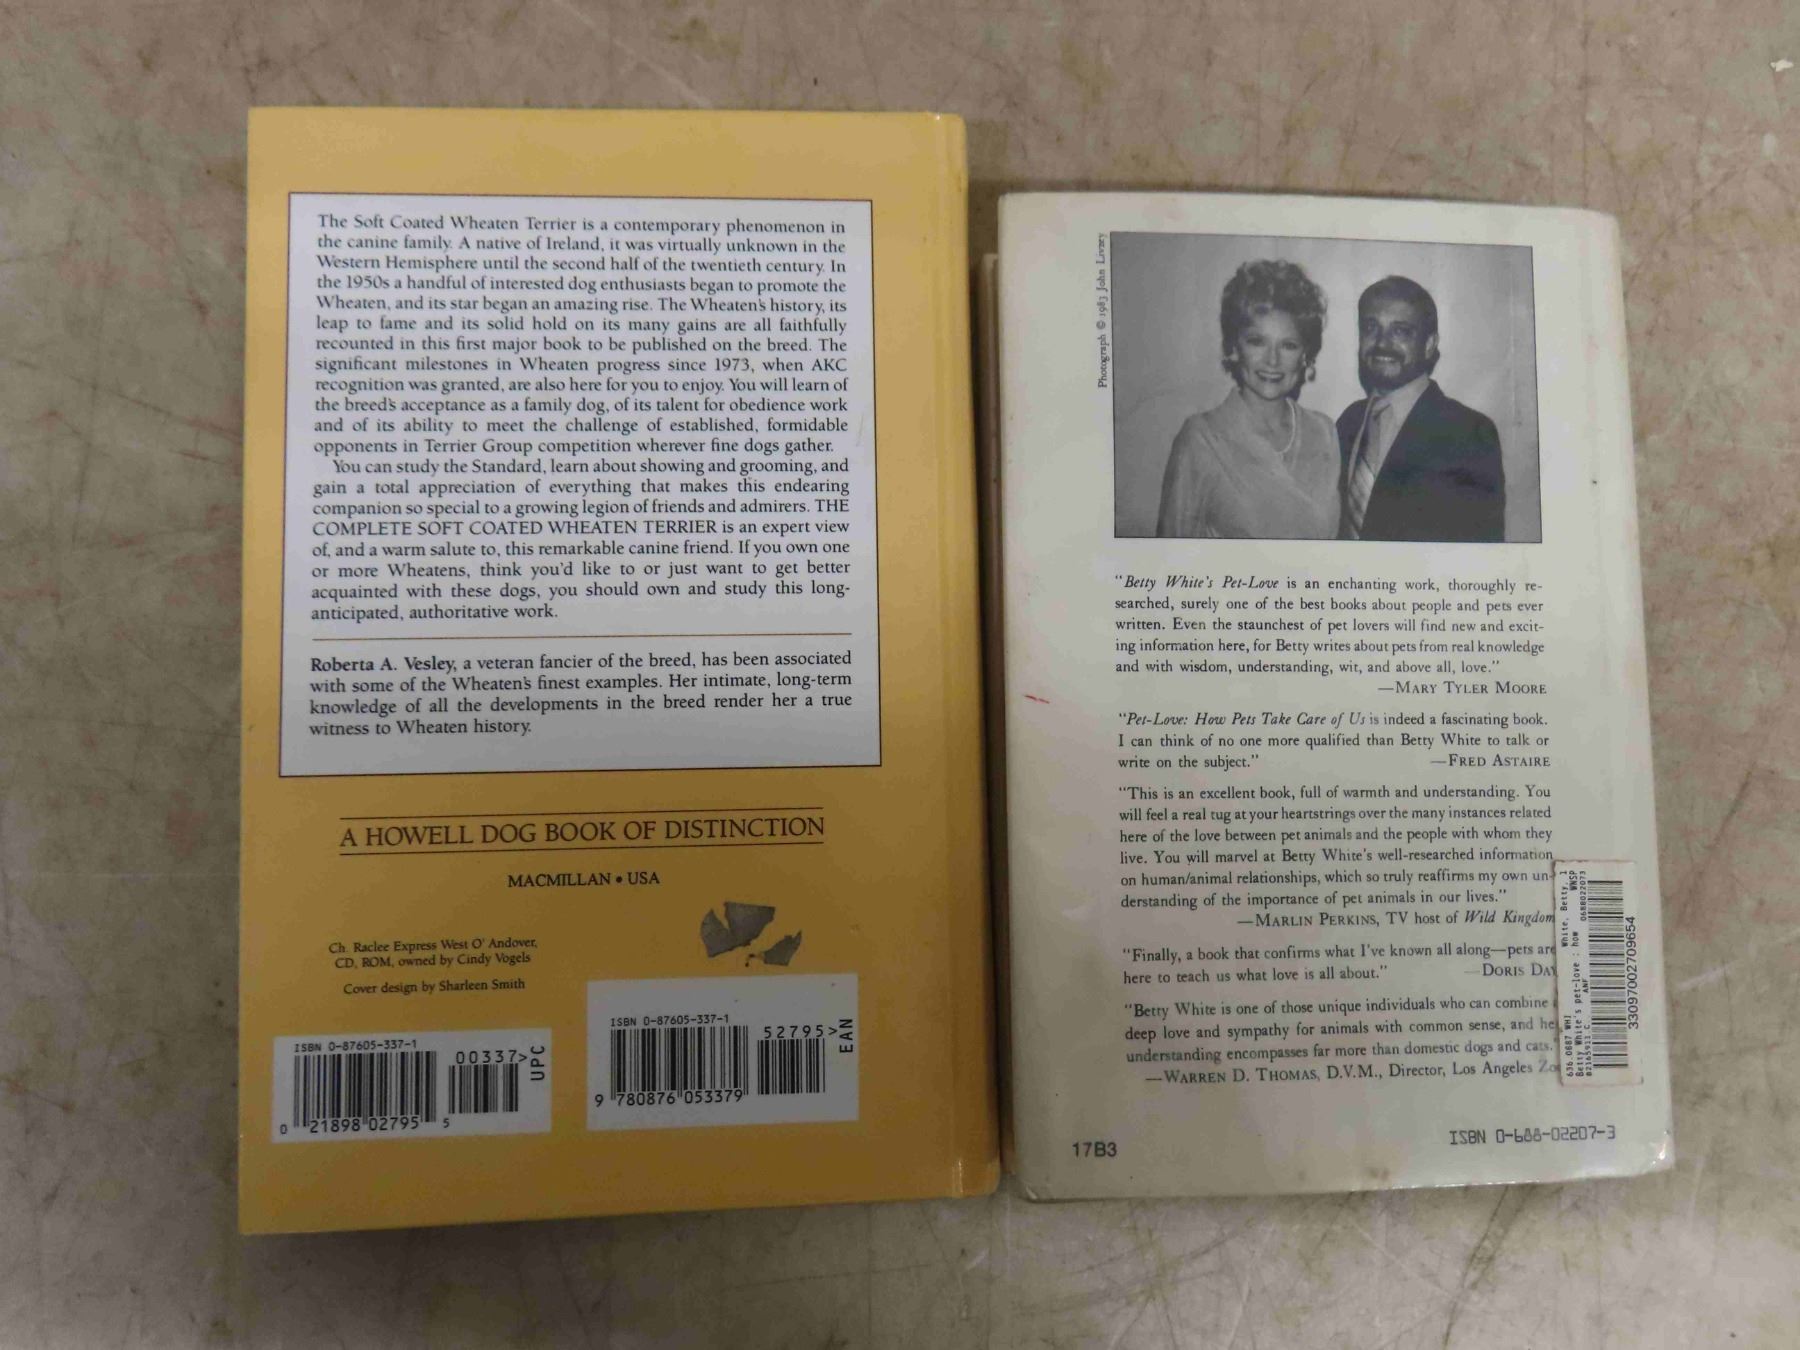 The Soft Coated Wheaten Terrier is a contemporary phenomenon in
the canine family. A native of Ireland, it was virtually unknown in the
Western Hemisphere until the second half of the twentieth century. In
the 1950s a handful of interested dog enthusiasts began to promote the
Wheaten, and its star began an amazing rise. The Wheaten's history, its
leap to fame and its solid hold on its many gains are all faithfully
recounted in this first major book to be published on the breed. The
significant milestones in Wheaten progress since 1973, when AKC
recognition was granted, are also here for you to enjoy. You will learn of
the breed's acceptance as a family dog, of its talent for obedience work
and of its ability to meet the challenge of established, formidable
opponents in Terrier Group competition wherever fine dogs gather.
You can study the Standard, learn about showing and grooming, and
gain a total appreciation of everything that makes this endearing
companion so special to a growing legion of friends and admirers. THE
COMPLETE SOFT COATED WHEATEN TERRIER is an expert view
of, and a warm salute to, this remarkable canine friend. If you own one
or more Wheatens, think you'd like to or just want to get better
acquainted with these dogs, you should own and study this long-
anticipated, authoritative work.
Roberta A. Vesley, a veteran fancier of the breed, has been associated
with some of the Wheaten's finest examples. Her intimate, long-term
knowledge of all the developments in the breed render her a true
witness to Wheaten history.
A HOWELL DOG BOOK OF DISTINCTION
MACMILLAN • USA
Ch. Raclee Express West O' Andover,
CD, ROM, owned by Cindy Vogels
Cover design by Sharleen Smith
ISBN 0-87605-337-1
00337>
UPC
0 21898 02795 5
ISBN 0-87605-337-1
52795>
EAN
9 780876 053379
Photograph © 1983 John Livzey
"Betty White's Pet-Love is an enchanting work, thoroughly re-
searched, surely one of the best books about people and pets ever
written. Even the staunchest of pet lovers will find new and excit-
ing information here, for Betty writes about pets from real knowledge
and with wisdom, understanding, wit, and above all, love."
—MARY TYLER MOORE
"Pet-Love: How Pets Take Care of Us is indeed a fascinating book.
I can think of no one more qualified than Betty White to talk or
write on the subject." —FRED ASTAIRE
"This is an excellent book, full of warmth and understanding. You
will feel a real tug at your heartstrings over the many instances related
here of the love between pet animals and the people with whom they
live. You will marvel at Betty White's well-researched information
on human/animal relationships, which so truly reaffirms my own un-
derstanding of the importance of pet animals in our lives."
—MARLIN PERKINS, TV host of Wild Kingdom
"Finally, a book that confirms what I've known all along—pets are
here to teach us what love is all about." —DORIS DAY
"Betty White is one of those unique individuals who can combine
deep love and sympathy for animals with common sense, and he
understanding encompasses far more than domestic dogs and cats."
—WARREN D. THOMAS, D.V.M., Director, Los Angeles Zo
636.0887 WHI White, Betty, 1
Betty White's pet-love : how WNSP
02165911 C. ANF 0688022073
33097002709654
17B3
ISBN 0-688-02207-3